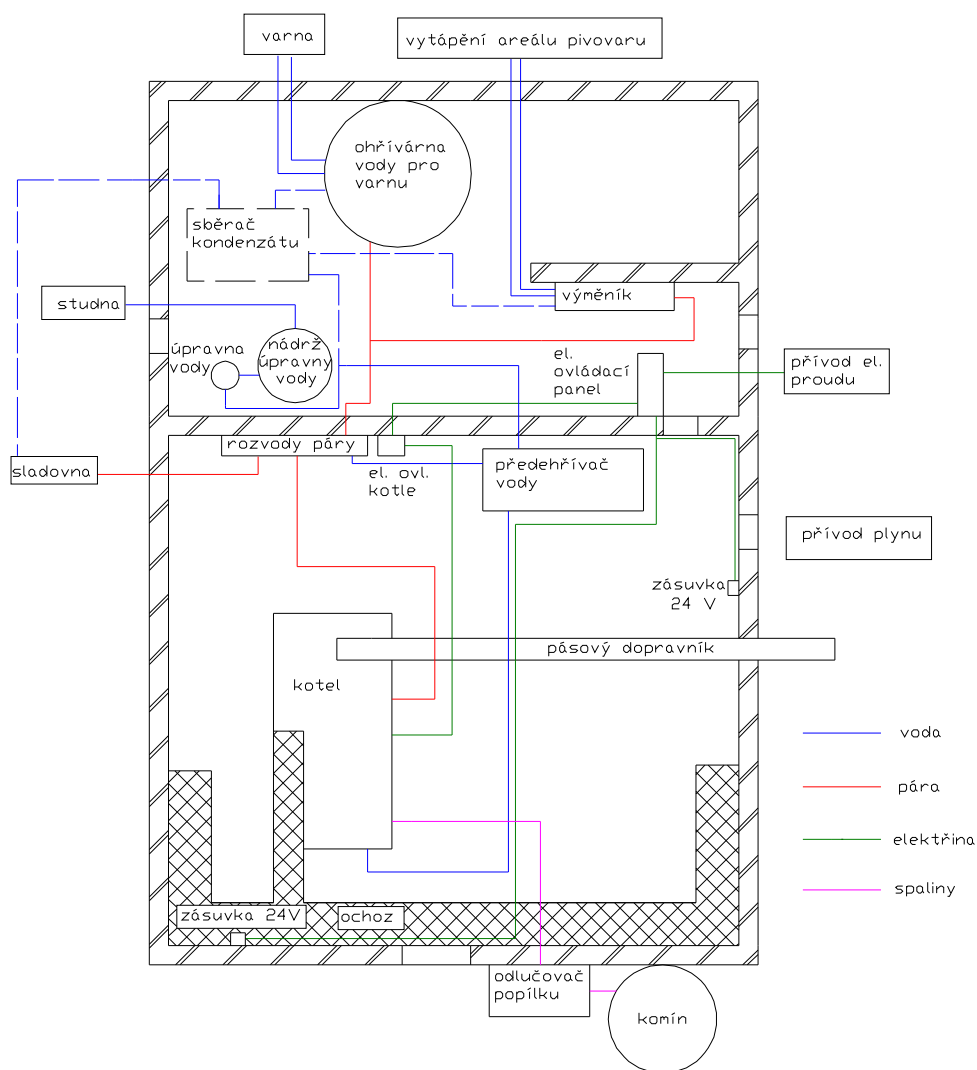 varna
vytápění areálu pivovaru
ohřívárna
vody pro
varnu
sběrač
kondenzátu
studna
výměník
úpravna
vody
nádrž
úpravny
vody
el.
ovládací
panel
přívod el.
proudu
rozvody páry
sladovna
el. ovl.
kotle
předehřívač
vody
přívod plynu
zásuvka
24 V
pásový dopravník
kotel
voda
pára
elektřina
spaliny
zásuvka 24V
ochoz
odlučovač
popílku
komín